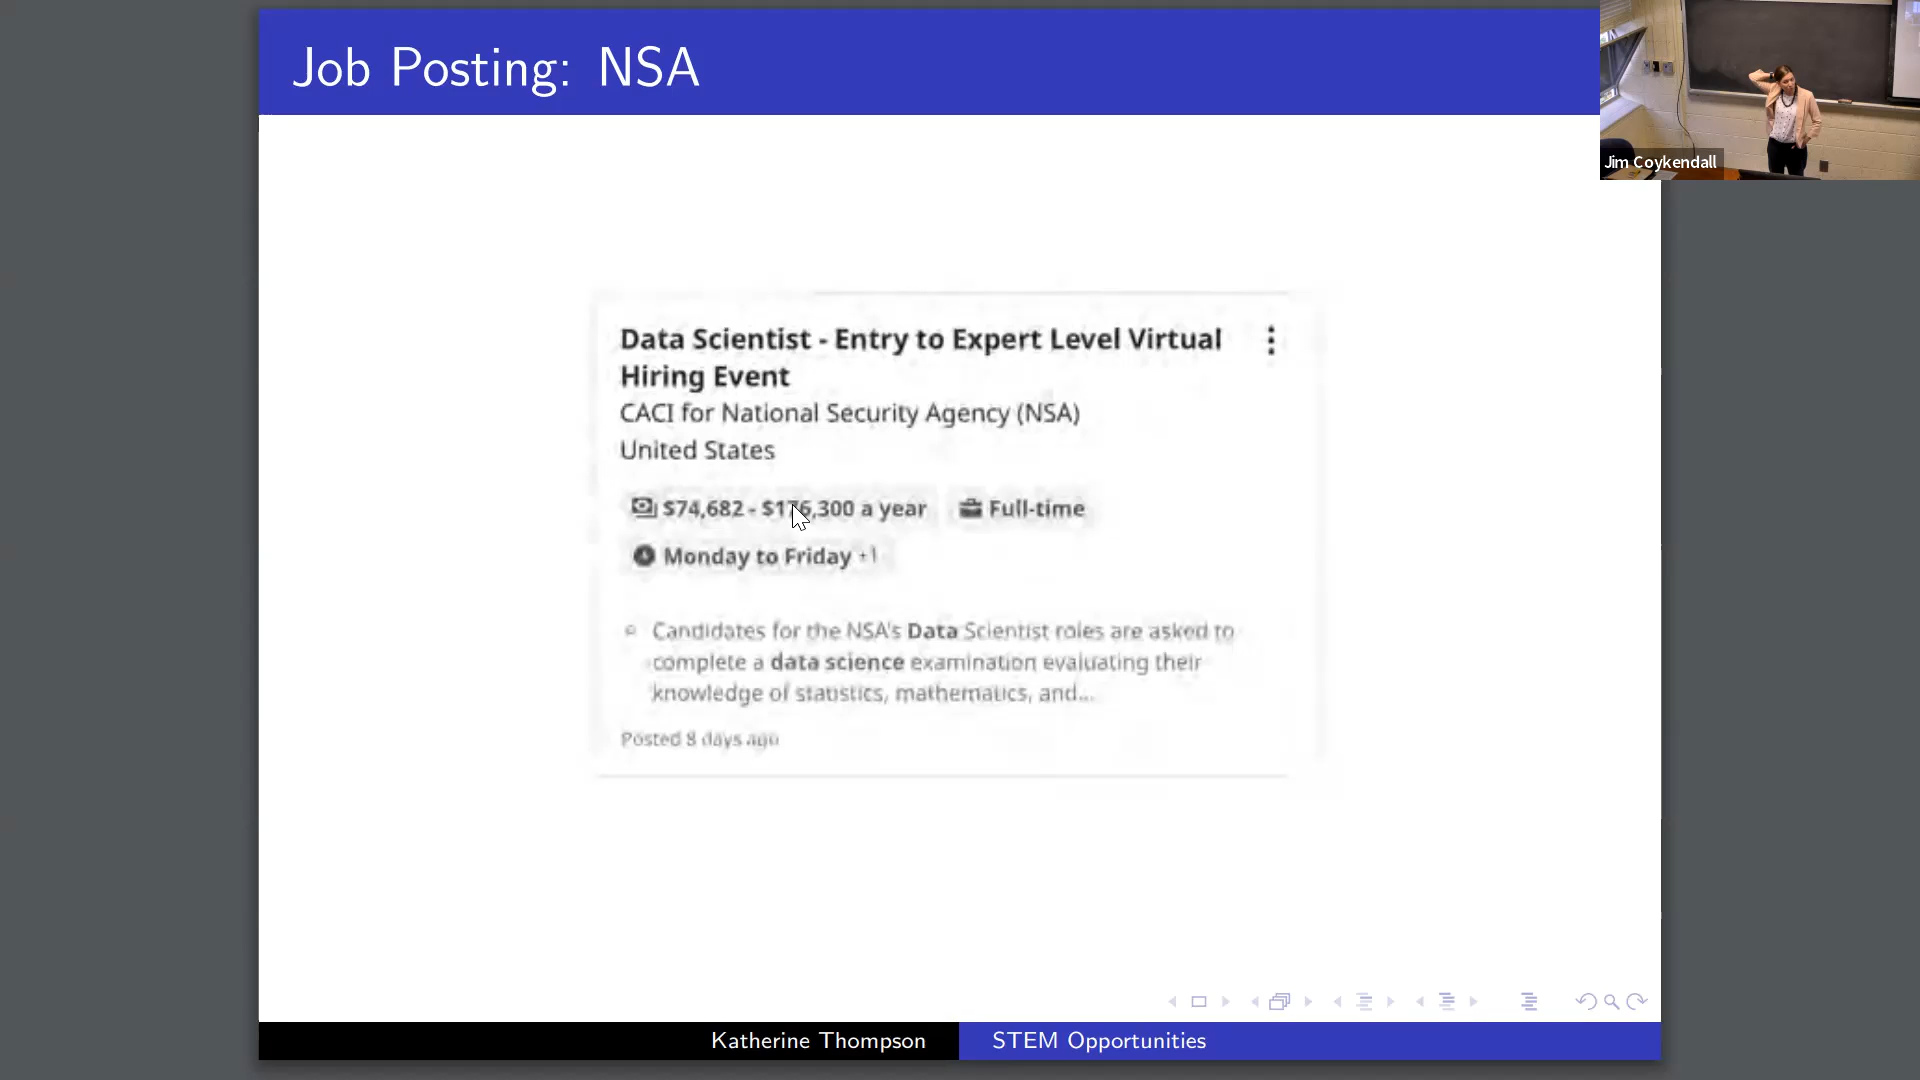 Job Posting: NSA
Jim Coykendall
Data Scientist - Entry to Expert Level Virtual
Hiring Event
CACI for National Security Agency (NSA)
United States
$74,682 - $176,300 a year
Full-time
Monday to Friday +1
Candidates for the NSA's Data Scientist roles are asked to
complete a data science examination evaluating their
knowledge of statistics, mathematics, and...
Posted 8 days ago
Katherine Thompson
STEM Opportunities